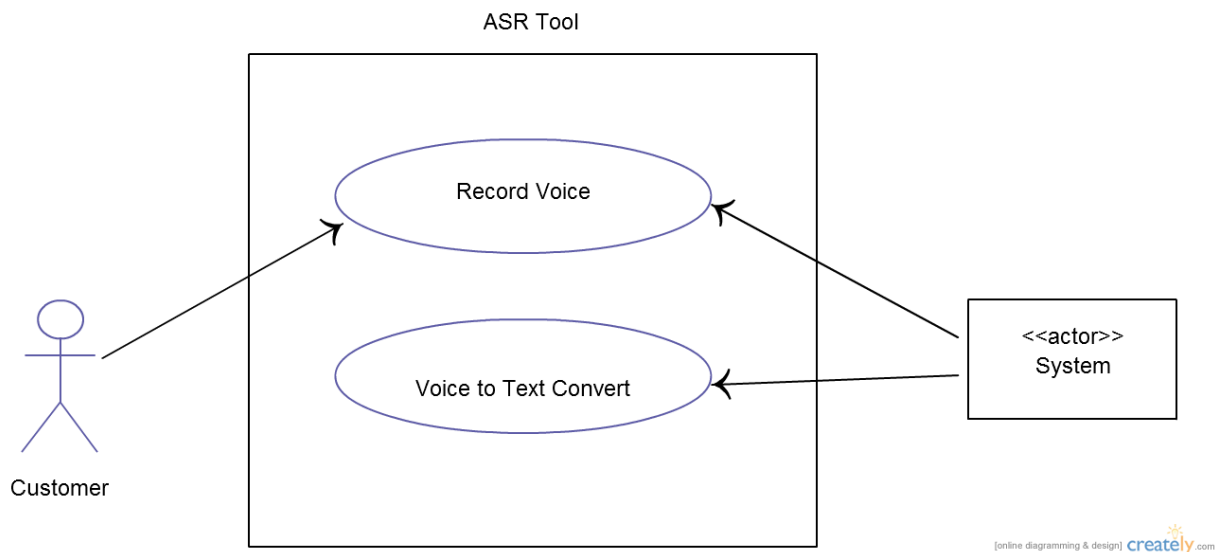 ASR Tool
Record Voice
<<actor>>
System
Voice to Text Convert
Customer
[online diagramming & design] creately.com